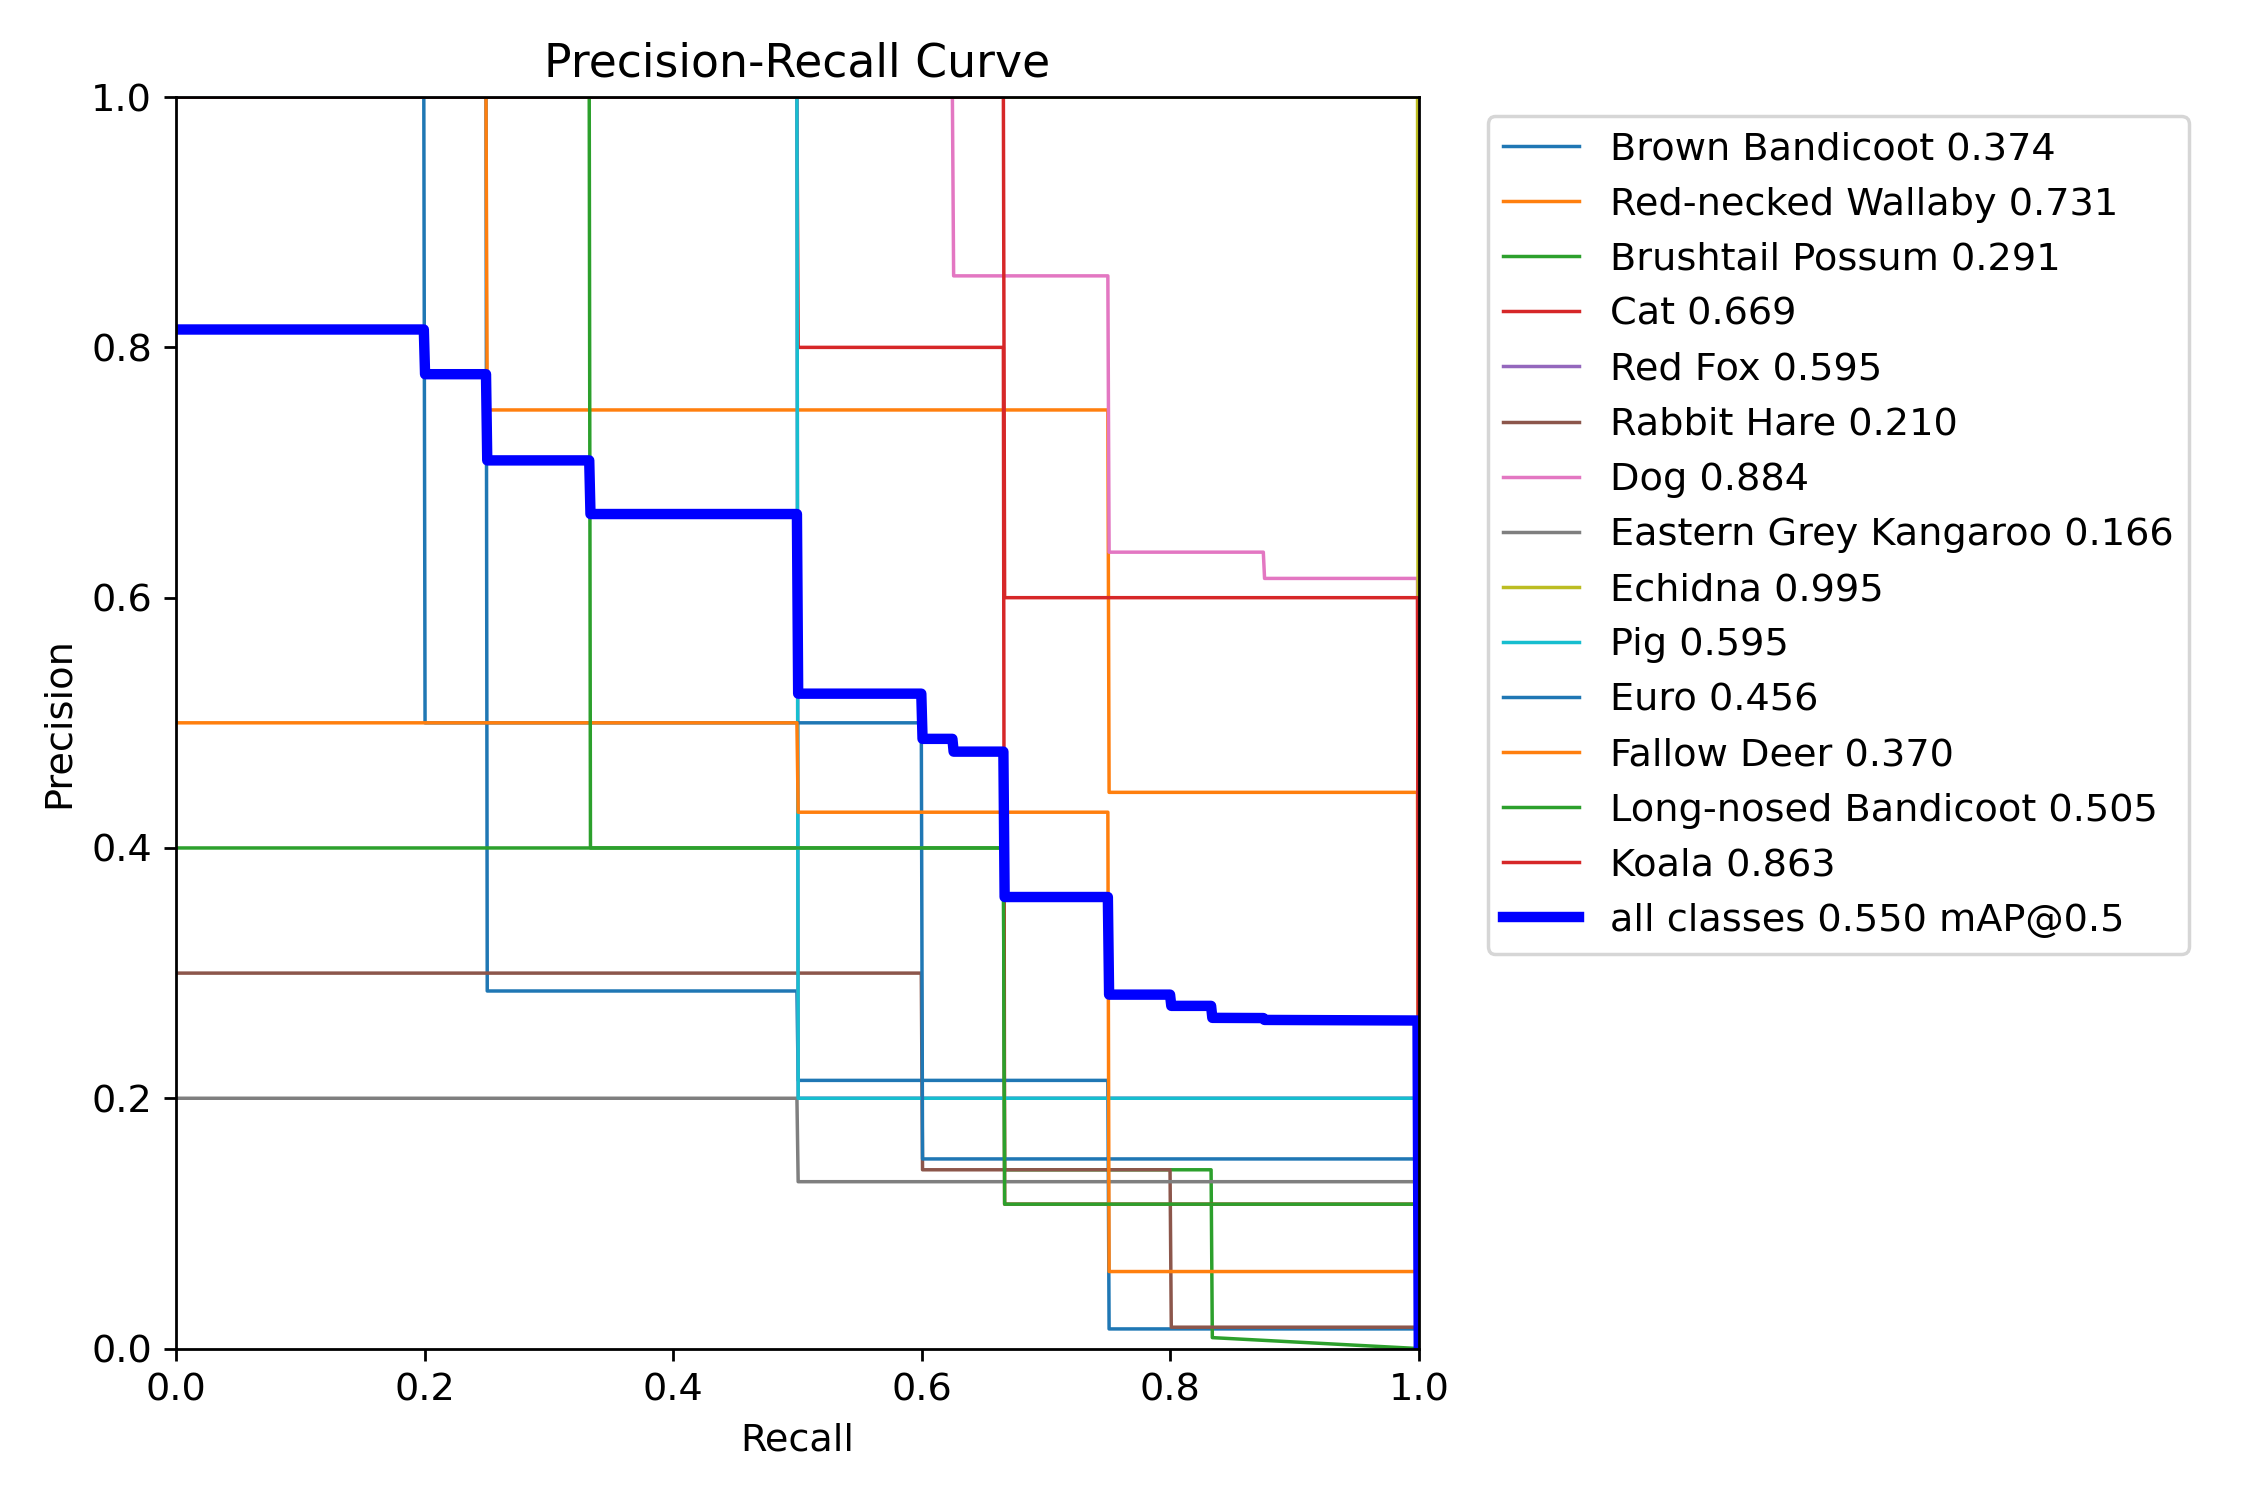 Precision-Recall Curve
1.0
0.8
0.6
0.4
0.2
0.0
Precision
0.0 0.2 0.4 0.6 0.8 1.0
Recall
Brown Bandicoot 0.374
Red-necked Wallaby 0.731
Brushtail Possum 0.291
Cat 0.669
Red Fox 0.595
Rabbit Hare 0.210
Dog 0.884
Eastern Grey Kangaroo 0.166
Echidna 0.995
Pig 0.595
Euro 0.456
Fallow Deer 0.370
Long-nosed Bandicoot 0.505
Koala 0.863
all classes 0.550 mAP@0.5